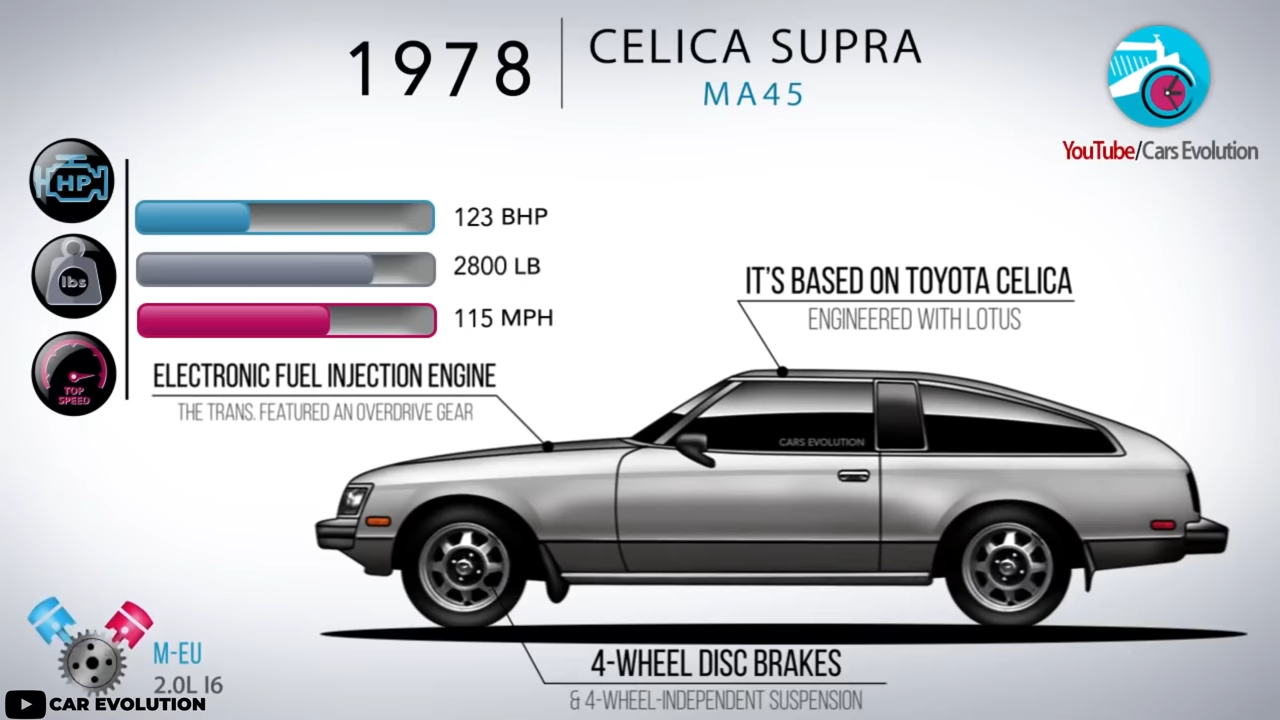 1978
CELICA SUPRA
MA45
YouTube/Cars Evolution
HP
123 BHP
lbs
2800 LB
TOP
SPEED
115 MPH
IT'S BASED ON TOYOTA CELICA
ENGINEERED WITH LOTUS
ELECTRONIC FUEL INJECTION ENGINE
THE TRANS. FEATURED AN OVERDRIVE GEAR
CARS EVOLUTION
4-WHEEL DISC BRAKES
& 4-WHEEL-INDEPENDENT SUSPENSION
M-EU
2.0L I6
CAR EVOLUTION